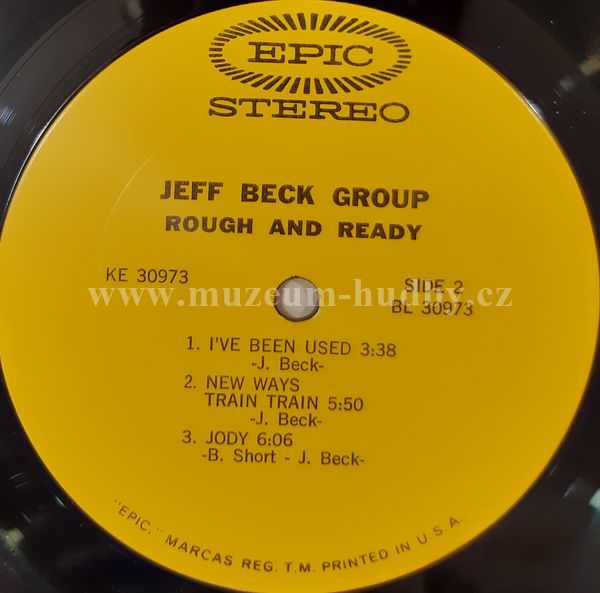 EPIC
STEREO
JEFF BECK GROUP
ROUGH AND READY
KE 30973
SIDE 2
BL 30973
www.muzeum-hudby.cz
1. I'VE BEEN USED 3:38
-J. Beck-
2. NEW WAYS
TRAIN TRAIN 5:50
-J. Beck-
3. JODY 6:06
-B. Short - J. Beck-
"EPIC," MARCAS REG. T.M. PRINTED IN U.S.A.